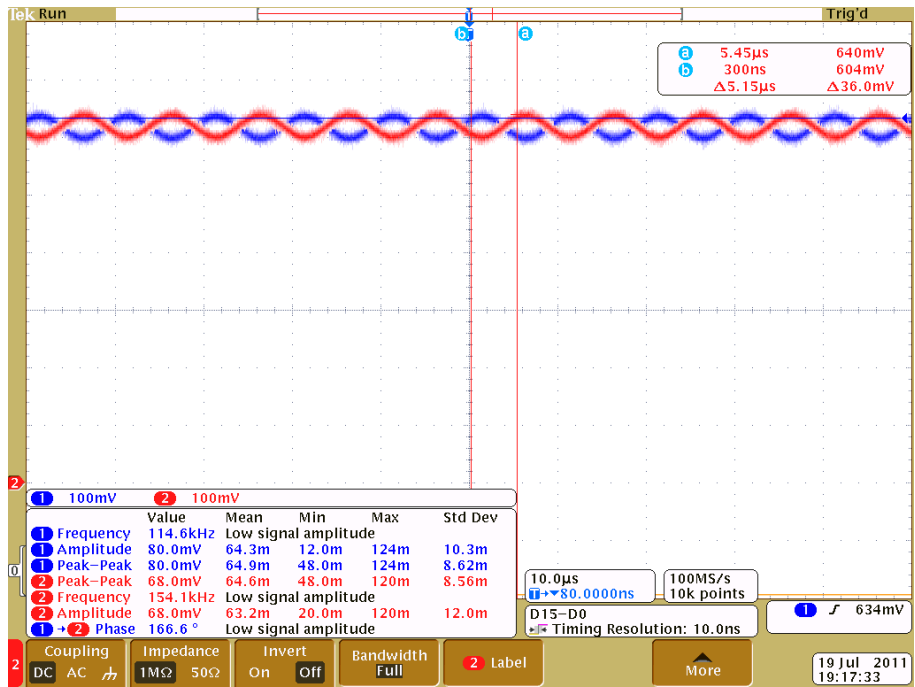 Tek Run Trig'd
b a
a 5.45µs 640mV
b 300ns 604mV
Δ5.15µs Δ36.0mV
2
1 100mV 2 100mV
Value Mean Min Max Std Dev
1 Frequency 114.6kHz Low signal amplitude
1 Amplitude 80.0mV 64.3m 12.0m 124m 10.3m
1 Peak-Peak 80.0mV 64.9m 48.0m 124m 8.62m
2 Peak-Peak 68.0mV 64.6m 48.0m 120m 8.56m
2 Frequency 154.1kHz Low signal amplitude
2 Amplitude 68.0mV 63.2m 20.0m 120m 12.0m
1→2 Phase 166.6 ° Low signal amplitude
0
10.0µs
T→▼80.0000ns
100MS/s
10k points
D15-D0
Timing Resolution: 10.0ns
1 634mV
2
Coupling
DC AC
Impedance
1MΩ 50Ω
Invert
On Off
Bandwidth
Full
2 Label
More
19 Jul 2011
19:17:33